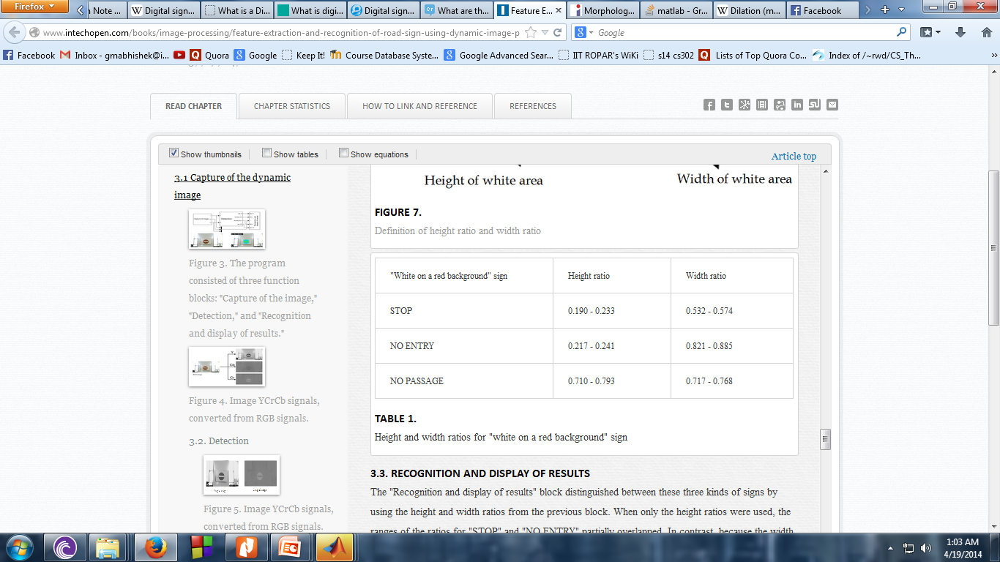 Firefox
n Note ...
Digital sign...
What is a Di...
What is digi...
Digital sign...
What are th...
Feature E...
Morpholog...
matlab - Gr...
Dilation (m...
Facebook
www.intechopen.com/books/image-processing/feature-extraction-and-recognition-of-road-sign-using-dynamic-image-p
Google
Facebook
Inbox - gmabhishek@i...
Quora
Google
Keep It!
Course Database Syste...
Google Advanced Sear...
IIT ROPAR's WiKi
s14 cs302
Lists of Top Quora Co...
Index of /~rwd/CS_Th...
READ CHAPTER
CHAPTER STATISTICS
HOW TO LINK AND REFERENCE
REFERENCES
Show thumbnails
Show tables
Show equations
Article top
3.1 Capture of the dynamic
image
Figure 3. The program
consisted of three function
blocks: "Capture of the image,"
"Detection," and "Recognition
and display of results."
Figure 4. Image YCrCb signals,
converted from RGB signals.
3.2. Detection
Figure 5. Image YCrCb signals,
converted from RGB signals.
Height of white area
Width of white area
FIGURE 7.
Definition of height ratio and width ratio
"White on a red background" sign
Height ratio
Width ratio
STOP
0.190 - 0.233
0.532 - 0.574
NO ENTRY
0.217 - 0.241
0.821 - 0.885
NO PASSAGE
0.710 - 0.793
0.717 - 0.768
TABLE 1.
Height and width ratios for "white on a red background" sign
3.3. RECOGNITION AND DISPLAY OF RESULTS
The "Recognition and display of results" block distinguished between these three kinds of signs by
using the height and width ratios from the previous block. When only the height ratios were used, the
ranges of the ratios for "STOP" and "NO ENTRY" partially overlapped. In contrast, because the width
1:03 AM
4/19/2014